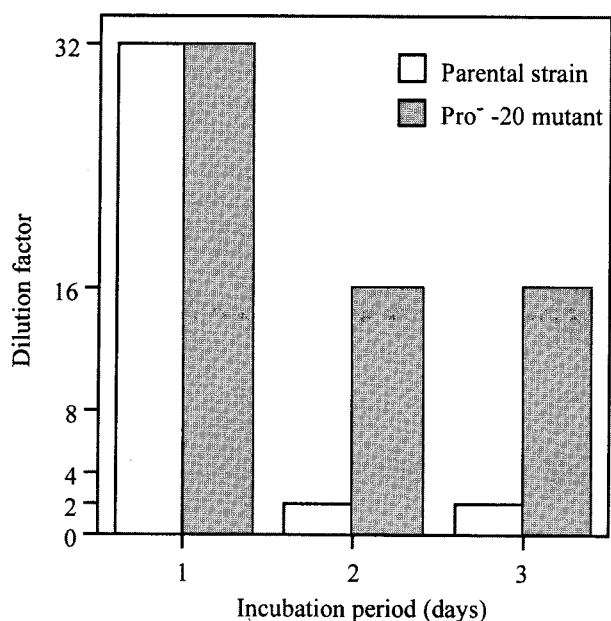 32
16
8
4
2
0
Dilution factor
Parental strain
Pro⁻ -20 mutant
1 2 3
Incubation period (days)